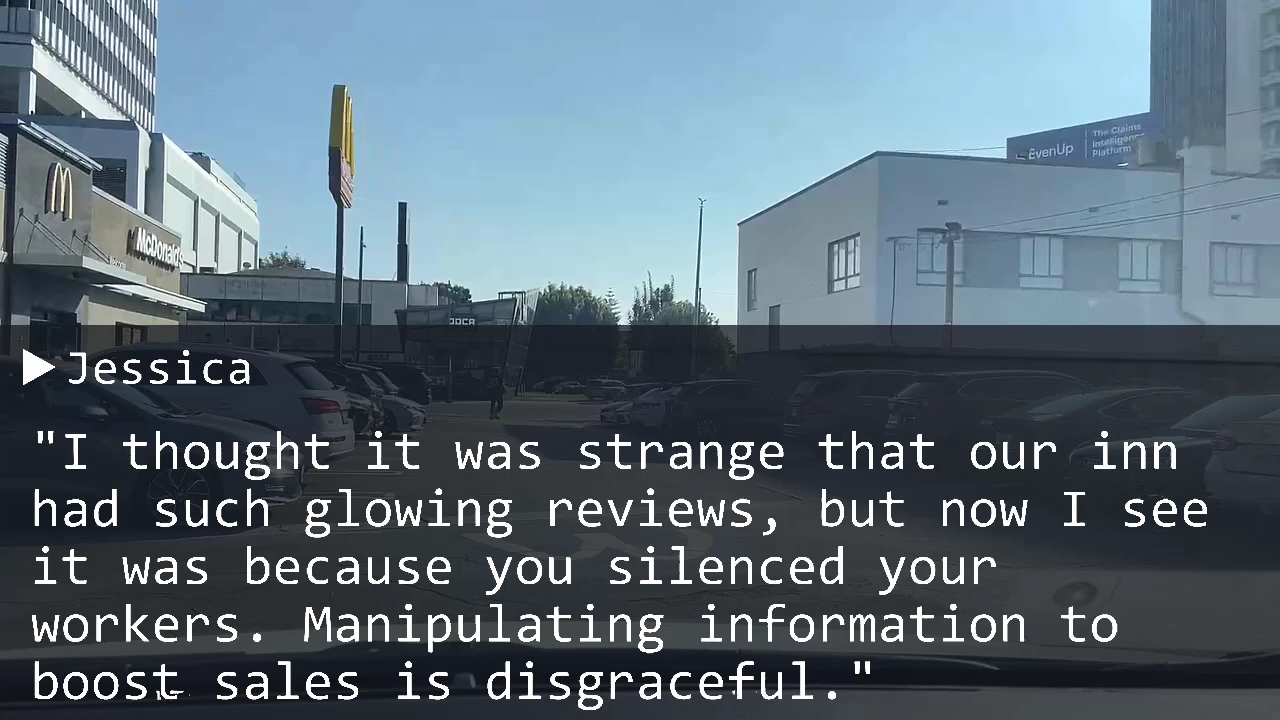 EvenUp
The Claims
Intelligence
Platform
McDonald's
▶Jessica
"I thought it was strange that our inn
had such glowing reviews, but now I see
it was because you silenced your
workers. Manipulating information to
boost sales is disgraceful."